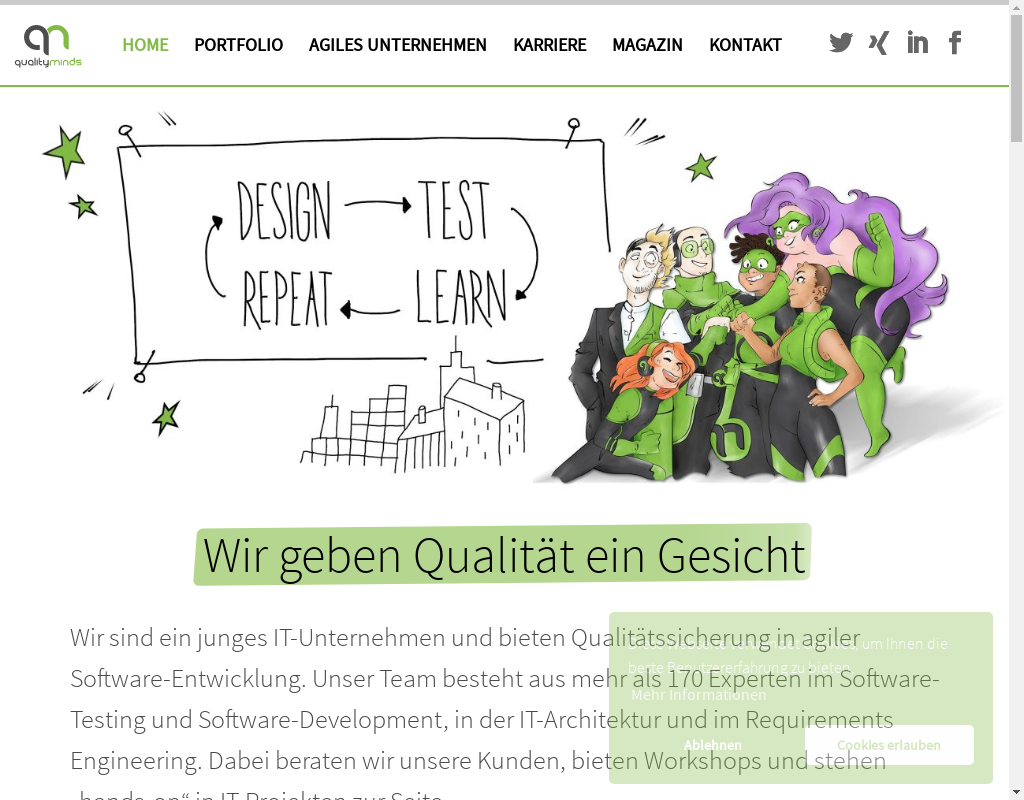 qualityminds
HOME PORTFOLIO AGILES UNTERNEHMEN KARRIERE MAGAZIN KONTAKT
DESIGN TEST
REPEAT LEARN
Wir geben Qualität ein Gesicht
Wir sind ein junges IT-Unternehmen und bieten Qualitätssicherung in agiler
Software-Entwicklung. Unser Team besteht aus mehr als 170 Experten im Software-
Testing und Software-Development, in der IT-Architektur und im Requirements
Engineering. Dabei beraten wir unsere Kunden, bieten Workshops und stehen
„hands-on“ in IT-Projekten zur Seite.
um Ihnen die
beste Benutzererfahrung zu bieten.
Mehr Informationen
Ablehnen Cookies erlauben